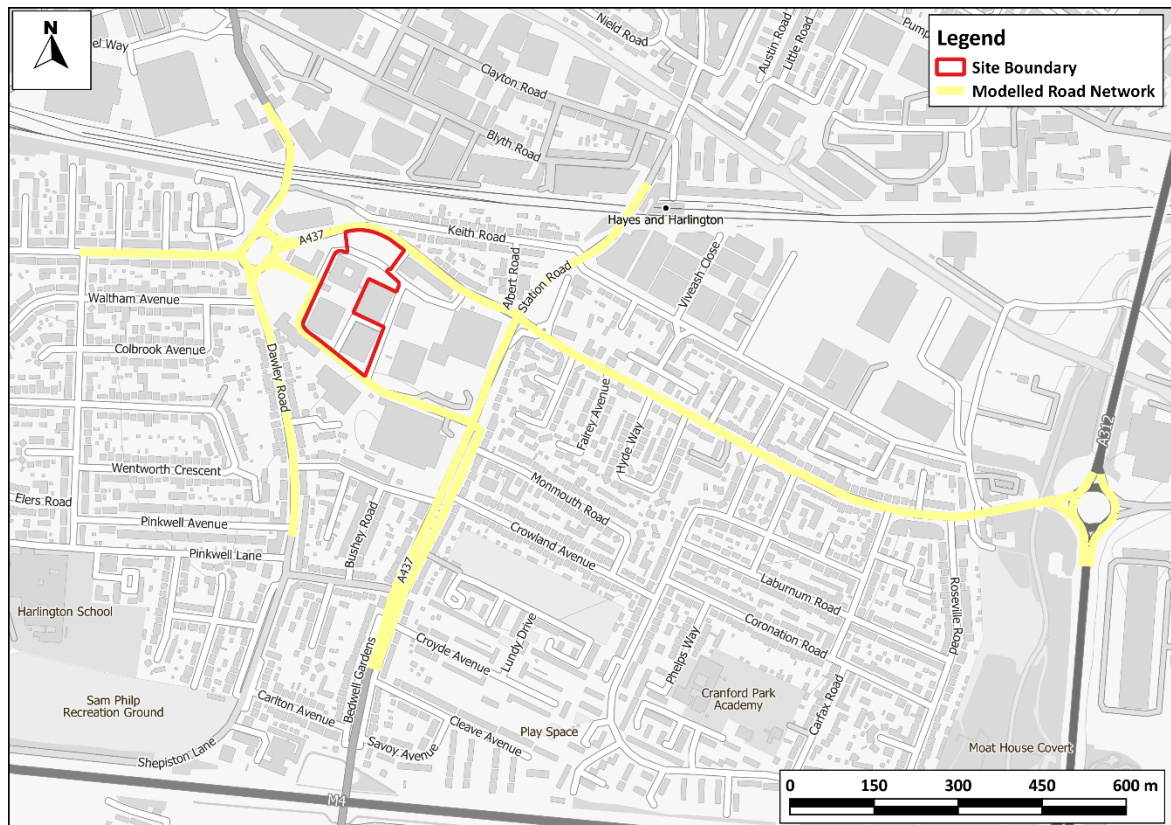 N
el Way
Nield Road
Austin Road
Little Road
Pump
Clayton Road
Blyth Road
Legend
Site Boundary
Modelled Road Network
Hayes and Harlington
Keith Road
A437
Albert Road
Station Road
Viveash Close
Waltham Avenue
Colbrook Avenue
Dawley Road
Fairey Avenue
Hyde Way
A312
Wentworth Crescent
Elers Road
Monmouth Road
Pinkwell Avenue
Bushey Road
Crowland Avenue
Pinkwell Lane
A437
Laburnum Road
Roseville Road
Harlington School
Coronation Road
Lundy Drive
Croyde Avenue
Phelps Way
Bedwell Gardens
Cranford Park
Academy
Carfax Road
Sam Philp
Recreation Ground
Carlton Avenue
Cleave Avenue
Play Space
Savoy Avenue
Shepiston Lane
Moat House Covert
M4
0 150 300 450 600 m